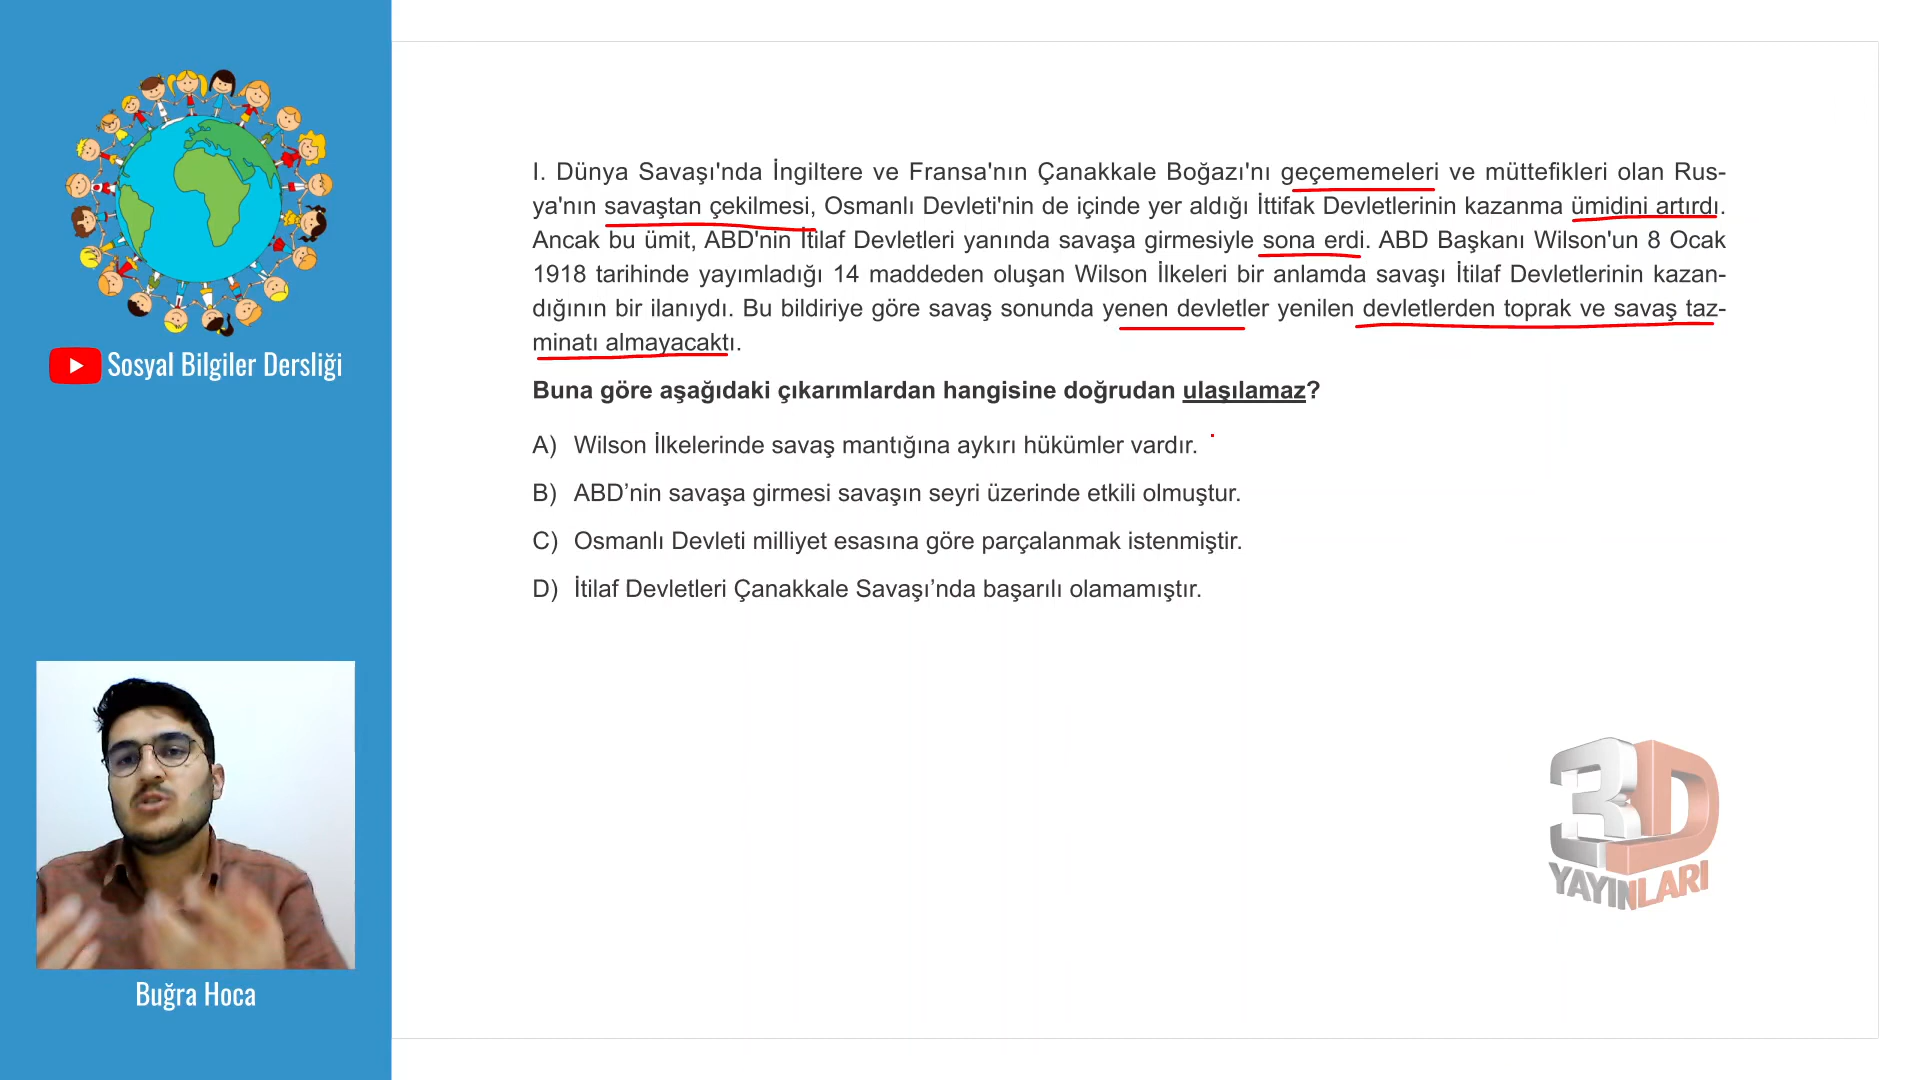 Sosyal Bilgiler Dersliği
Buğra Hoca
I. Dünya Savaşı'nda İngiltere ve Fransa'nın Çanakkale Boğazı'nı geçememeleri ve müttefikleri olan Rus-
ya'nın savaştan çekilmesi, Osmanlı Devleti'nin de içinde yer aldığı İttifak Devletlerinin kazanma ümidini artırdı.
Ancak bu ümit, ABD'nin İtilaf Devletleri yanında savaşa girmesiyle sona erdi. ABD Başkanı Wilson'un 8 Ocak
1918 tarihinde yayımladığı 14 maddeden oluşan Wilson İlkeleri bir anlamda savaşı İtilaf Devletlerinin kazan-
dığının bir ilanıydı. Bu bildiriye göre savaş sonunda yenen devletler yenilen devletlerden toprak ve savaş taz-
minatı almayacaktı.
Buna göre aşağıdaki çıkarımlardan hangisine doğrudan ulaşılamaz?
A) Wilson İlkelerinde savaş mantığına aykırı hükümler vardır.
B) ABD’nin savaşa girmesi savaşın seyri üzerinde etkili olmuştur.
C) Osmanlı Devleti milliyet esasına göre parçalanmak istenmiştir.
D) İtilaf Devletleri Çanakkale Savaşı’nda başarılı olamamıştır.
3D
YAYINLARI